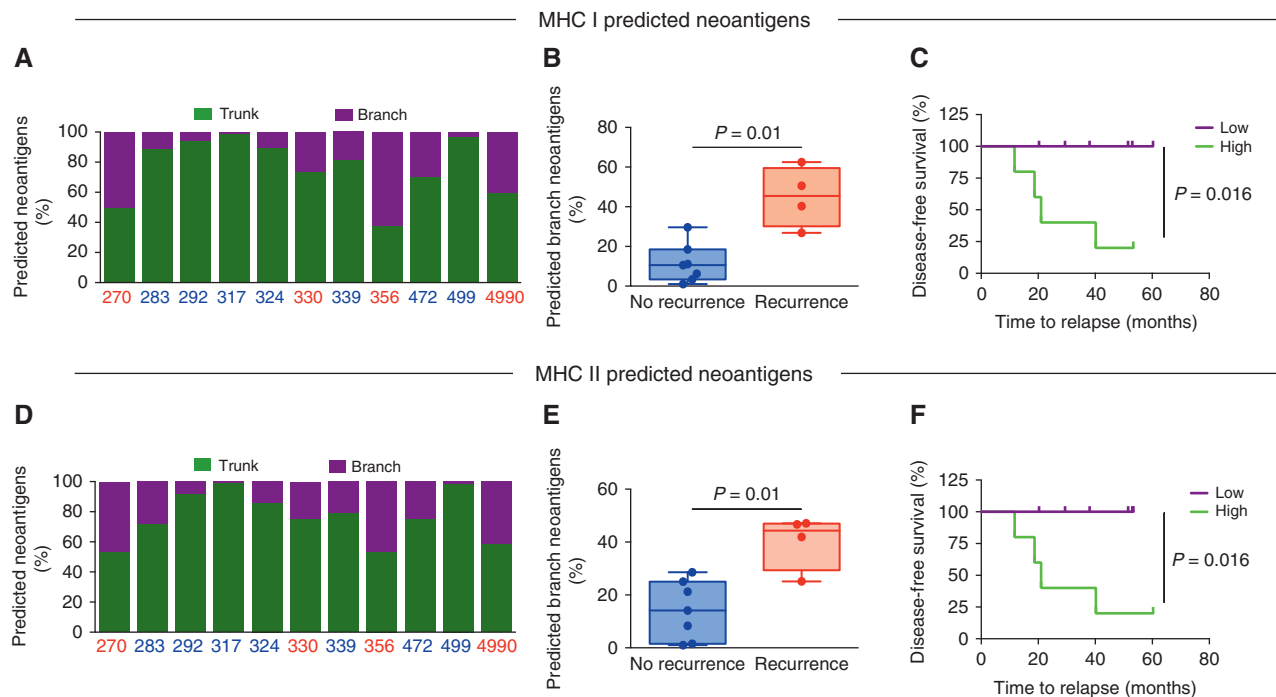 MHC I predicted neoantigens
A
Predicted neoantigens
(%)
Trunk
Branch
100
80
60
40
20
0
270 283 292 317 324 330 339 356 472 499 4990
B
Predicted branch neoantigens
(%)
80
60
40
20
0
P = 0.01
No recurrence Recurrence
C
Disease-free survival (%)
125
100
75
50
25
0
Low
High
P = 0.016
0 20 40 60 80
Time to relapse (months)
MHC II predicted neoantigens
D
Predicted neoantigens
(%)
Trunk
Branch
100
80
60
40
20
0
270 283 292 317 324 330 339 356 472 499 4990
E
Predicted branch neoantigens
(%)
60
40
20
0
P = 0.01
No recurrence Recurrence
F
Disease-free survival (%)
125
100
75
50
25
0
Low
High
P = 0.016
0 20 40 60 80
Time to relapse (months)